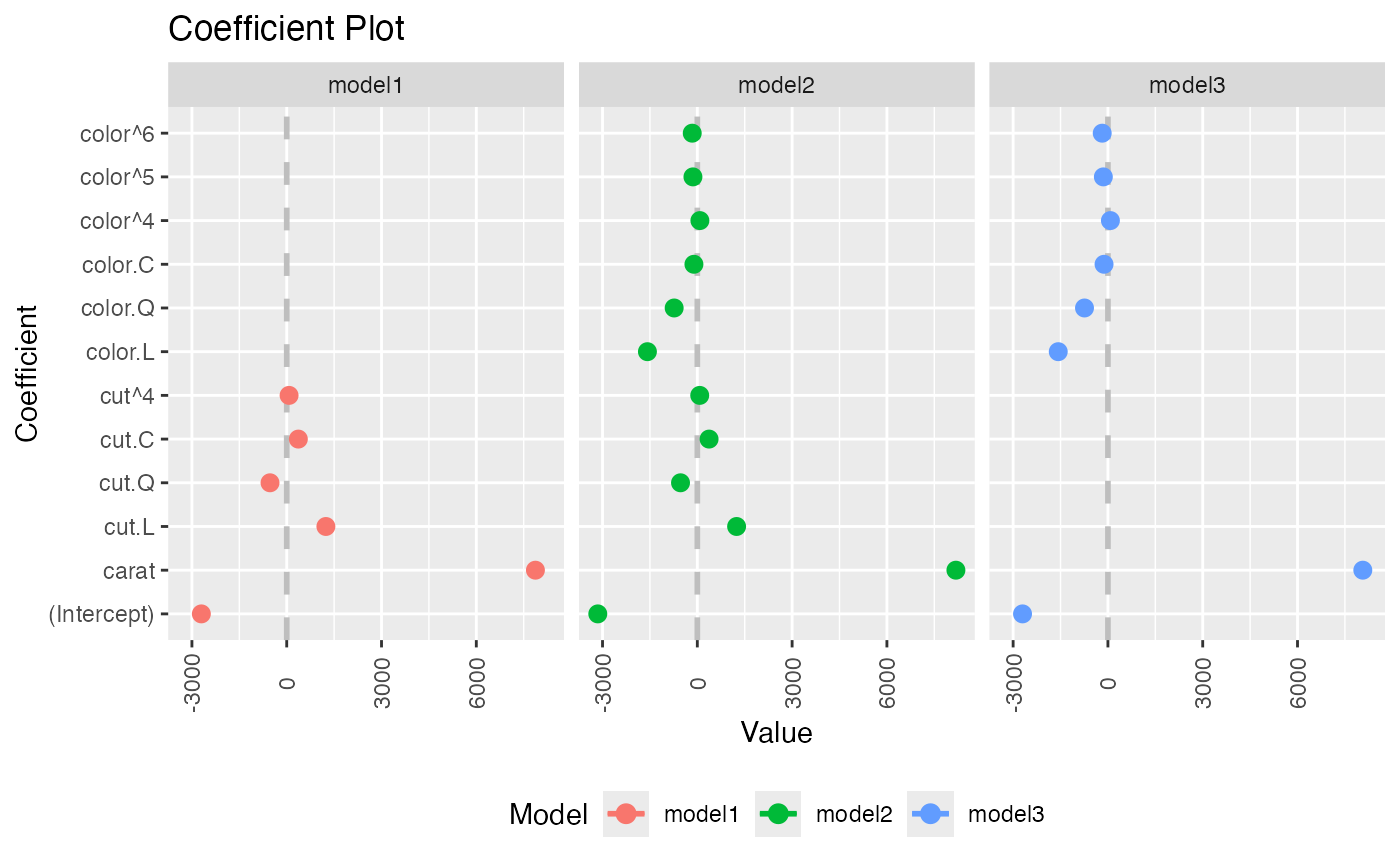 Coefficient Plot
model1 model2 model3
color^6
color^5
color^4
color.C
color.Q
color.L
cut^4
cut.C
cut.Q
cut.L
carat
(Intercept)
Coefficient
-3000 0 3000 6000 -3000 0 3000 6000 -3000 0 3000 6000
Value
Model model1 model2 model3